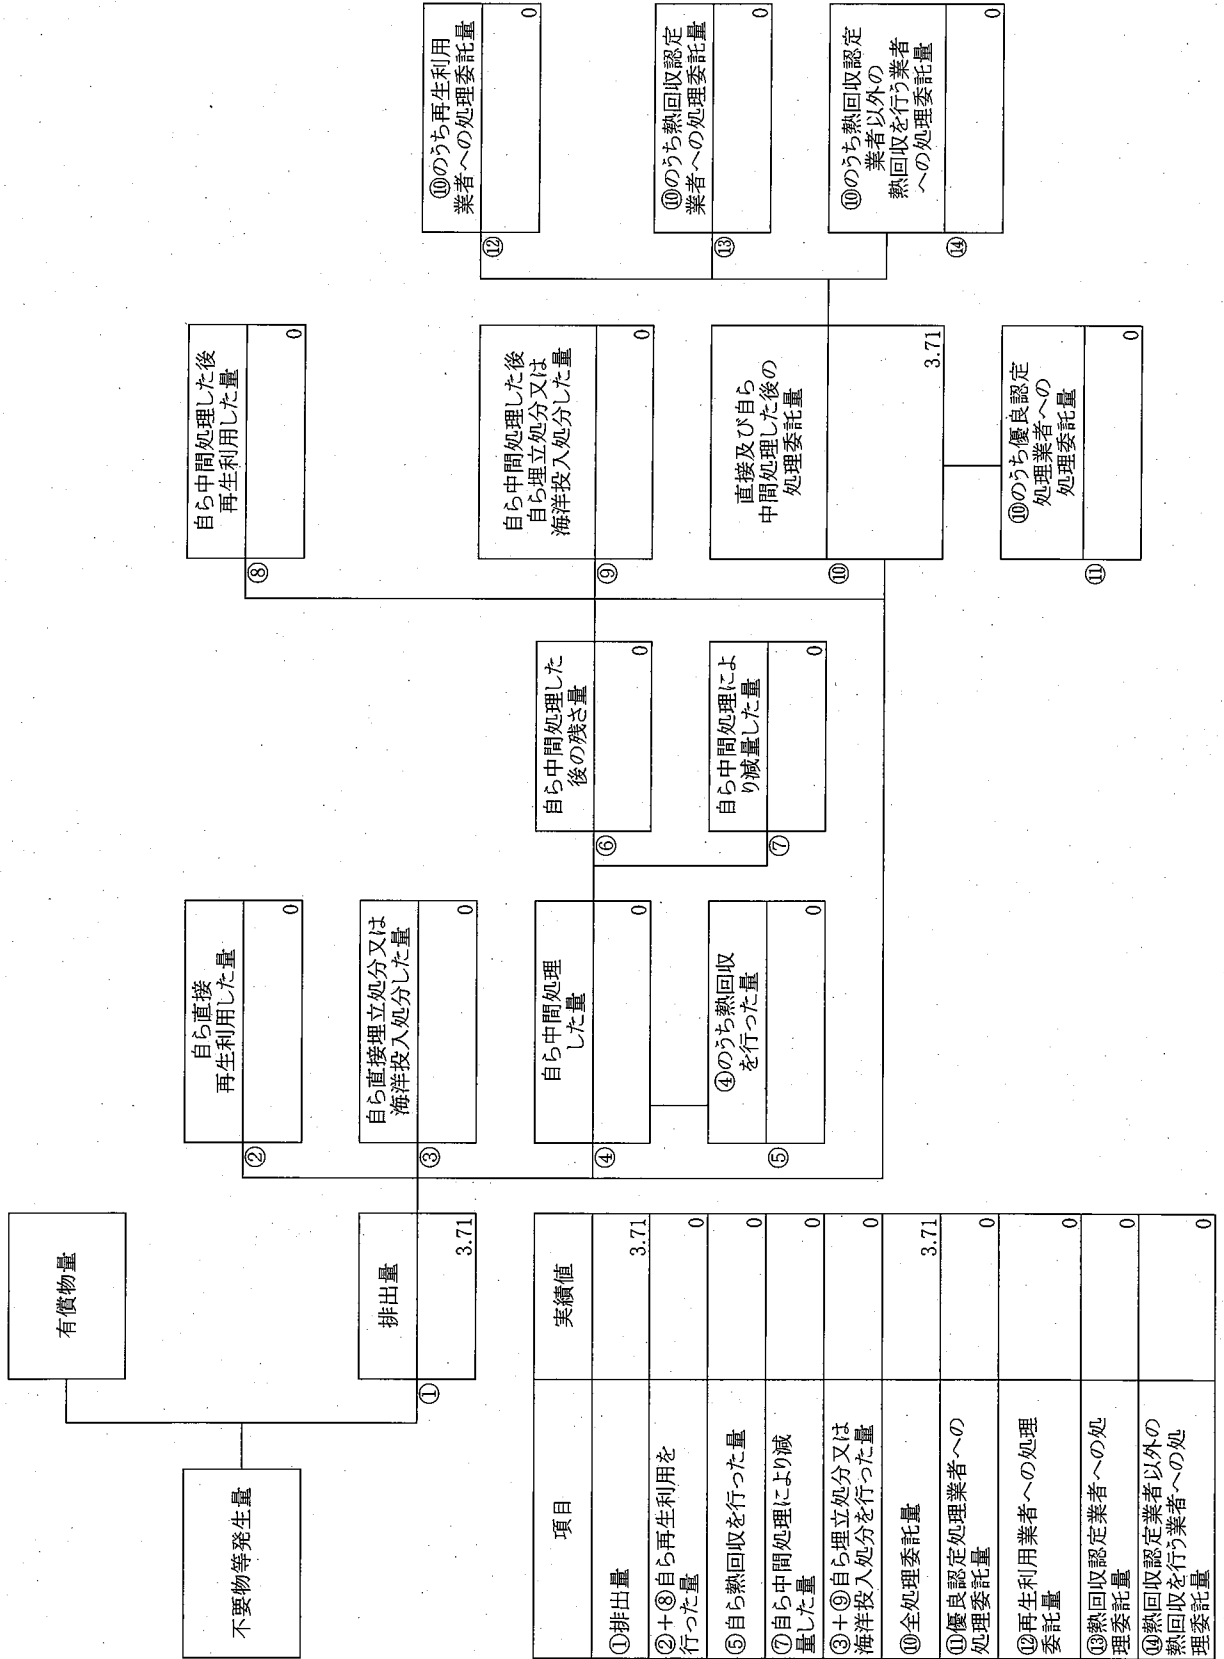 不要物等発生量
有償物量
排出量
①
3.71
自ら直接
再生利用した量
②
0
自ら直接埋立処分又は
海洋投入処分した量
③
0
自ら中間処理
した量
④
0
④のうち熱回収
を行った量
⑤
0
自ら中間処理した
後の残さ量
⑥
0
自ら中間処理によ
り減量した量
⑦
0
自ら中間処理した後
再生利用した量
⑧
0
自ら中間処理した後
自ら埋立処分又は
海洋投入処分した量
⑨
0
直接及び自ら
中間処理した後の
処理委託量
⑩
3.71
⑩のうち優良認定
処理業者への
処理委託量
⑪
0
⑩のうち再生利用
業者への処理委託量
⑫
0
⑩のうち熱回収認定
業者への処理委託量
⑬
0
⑩のうち熱回収認定
業者以外の
熱回収を行う業者
への処理委託量
⑭
0
項目 実績値
①排出量 3.71
②+⑧自ら再生利用を
行った量 0
⑤自ら熱回収を行った量 0
⑦自ら中間処理により減
量した量 0
③+⑨自ら埋立処分又は
海洋投入処分を行った量 0
⑩全処理委託量 3.71
⑪優良認定処理業者への
処理委託量 0
⑫再生利用業者への処理
委託量 0
⑬熱回収認定業者への処
理委託量 0
⑭熱回収認定業者以外の
熱回収を行う業者への処
理委託量 0